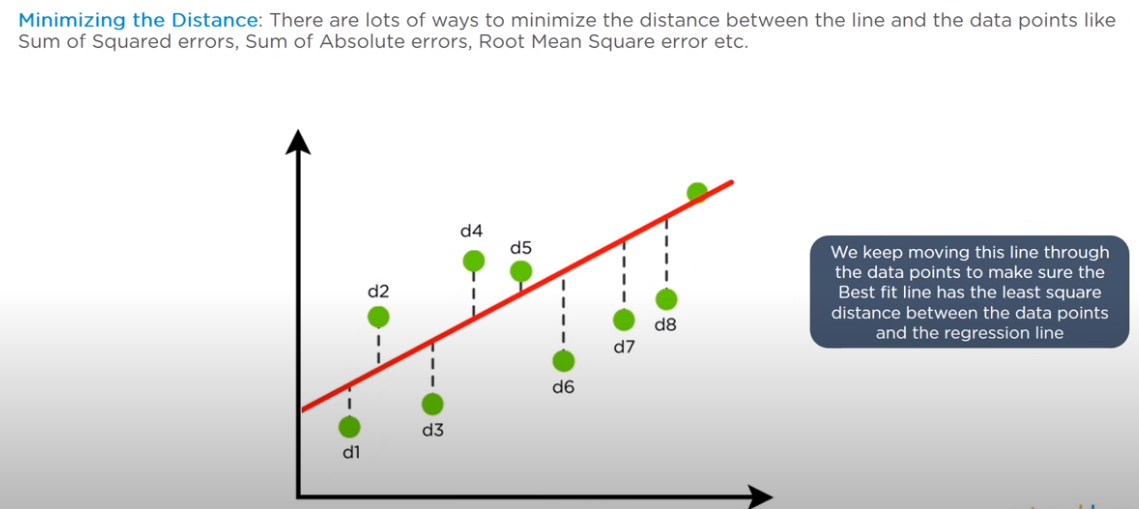 Minimizing the Distance: There are lots of ways to minimize the distance between the line and the data points like
Sum of Squared errors, Sum of Absolute errors, Root Mean Square error etc.
d4
d5
d2
We keep moving this line through
the data points to make sure the
Best fit line has the least square
distance between the data points
and the regression line
d8
d7
d6
d3
d1